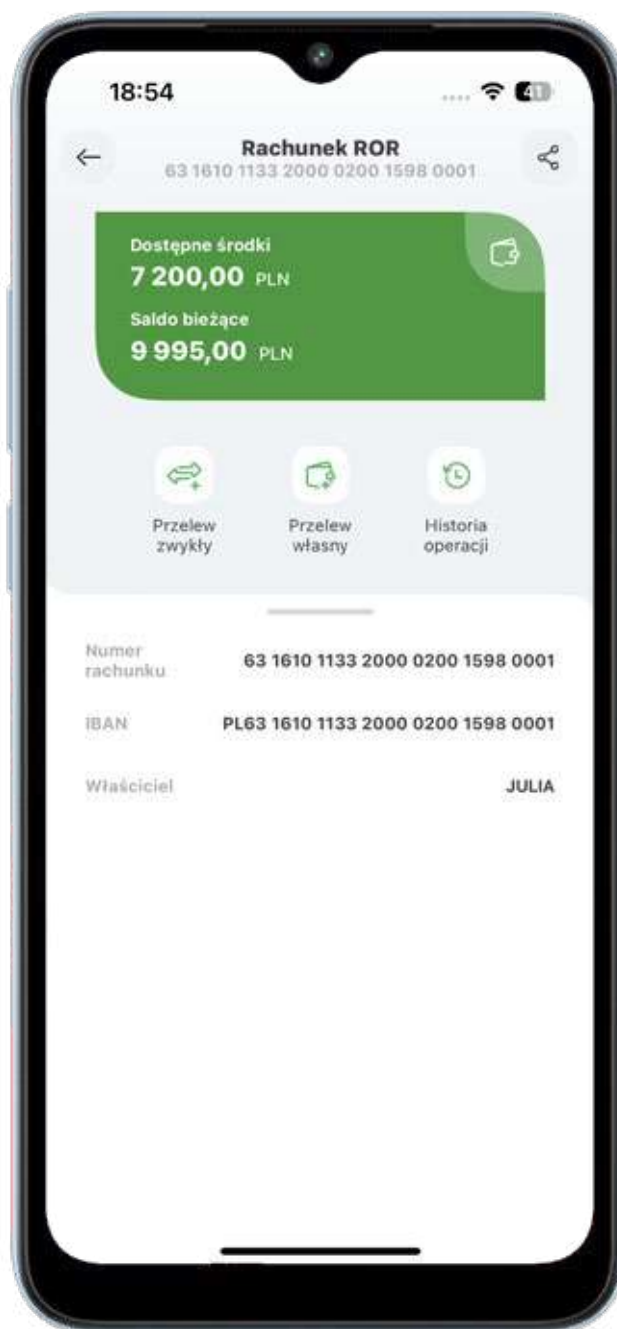 18:54
41
Rachunek ROR
63 1610 1133 2000 0200 1598 0001
Dostępne środki
7 200,00 PLN
Saldo bieżące
9 995,00 PLN
Przelew
zwykły
Przelew
własny
Historia
operacji
Numer
rachunku
63 1610 1133 2000 0200 1598 0001
IBAN
PL63 1610 1133 2000 0200 1598 0001
Właściciel
JULIA